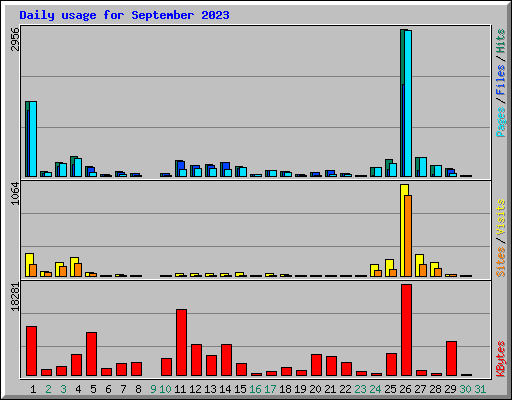 Daily usage for September 2023
2956
Pages / Files / Hits
1064
Sites / Visits
18281
KBytes
1 2 3 4 5 6 7 8 9 10 11 12 13 14 15 16 17 18 19 20 21 22 23 24 25 26 27 28 29 30 31